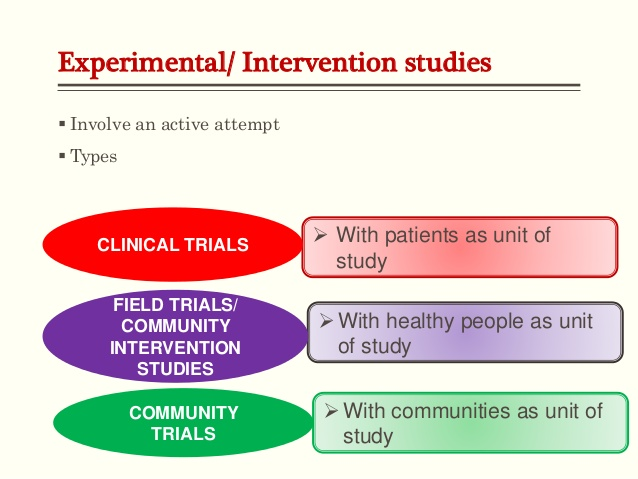 Experimental/ Intervention studies
▪ Involve an active attempt
▪ Types
CLINICAL TRIALS
➢ With patients as unit of
study
FIELD TRIALS/
COMMUNITY
INTERVENTION
STUDIES
➢ With healthy people as unit
of study
COMMUNITY
TRIALS
➢ With communities as unit of
study